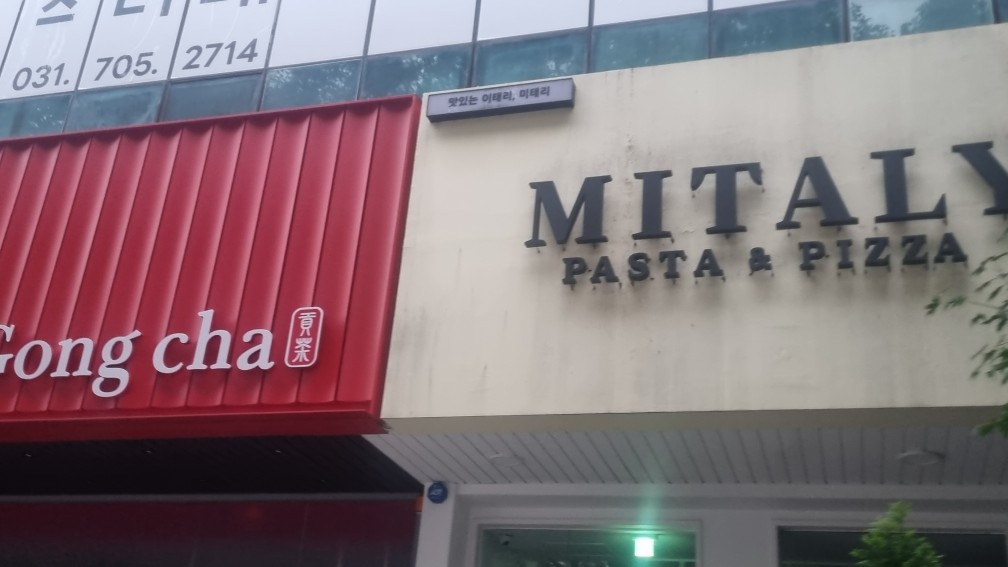 031. 705. 2714
맛있는 이태리, 미태리
MITALY
PASTA & PIZZA
Gong cha
貢茶